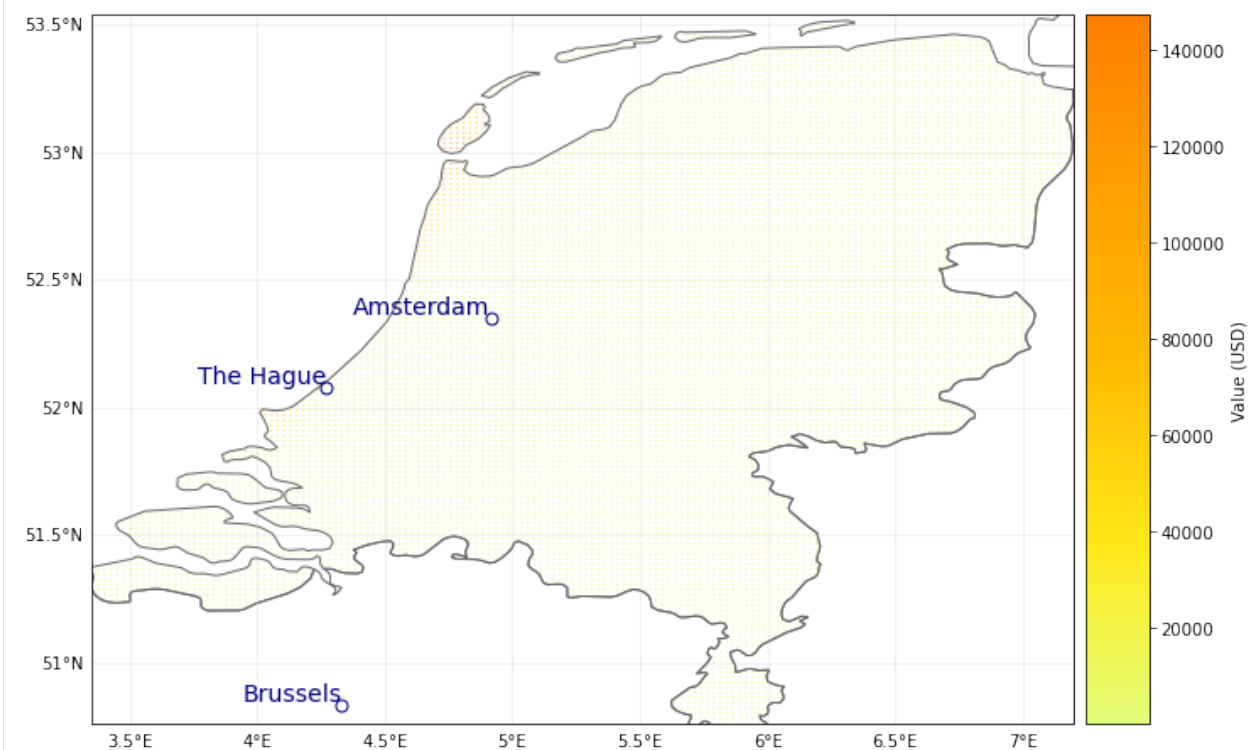 53.5°N
53°N
52.5°N
52°N
51.5°N
51°N
Amsterdam
The Hague
Brussels
3.5°E
4°E
4.5°E
5°E
5.5°E
6°E
6.5°E
7°E
140000
120000
100000
80000
60000
40000
20000
Value (USD)